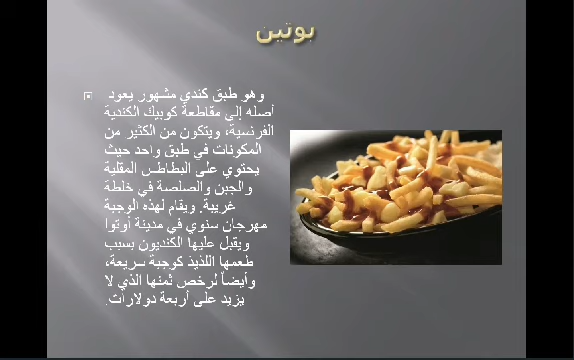 بوتين
وهو طبق كندي مشهور يعود
أصله إلى مقاطعة كوبيك الكندية
الفرنسية، ويتكون من الكثير من
المكونات في طبق واحد حيث
يحتوي على البطاطس المقلية
والجبن والصلصة في خلطة
غريبة. ويقام لهذه الوجبة
مهرجان سنوي في مدينة أوتوا
ويقبل عليها الكنديون بسبب
طعمها اللذيذ كوجبة سريعة،
وأيضاً لرخص ثمنها الذي لا
يزيد على أربعة دولارات.